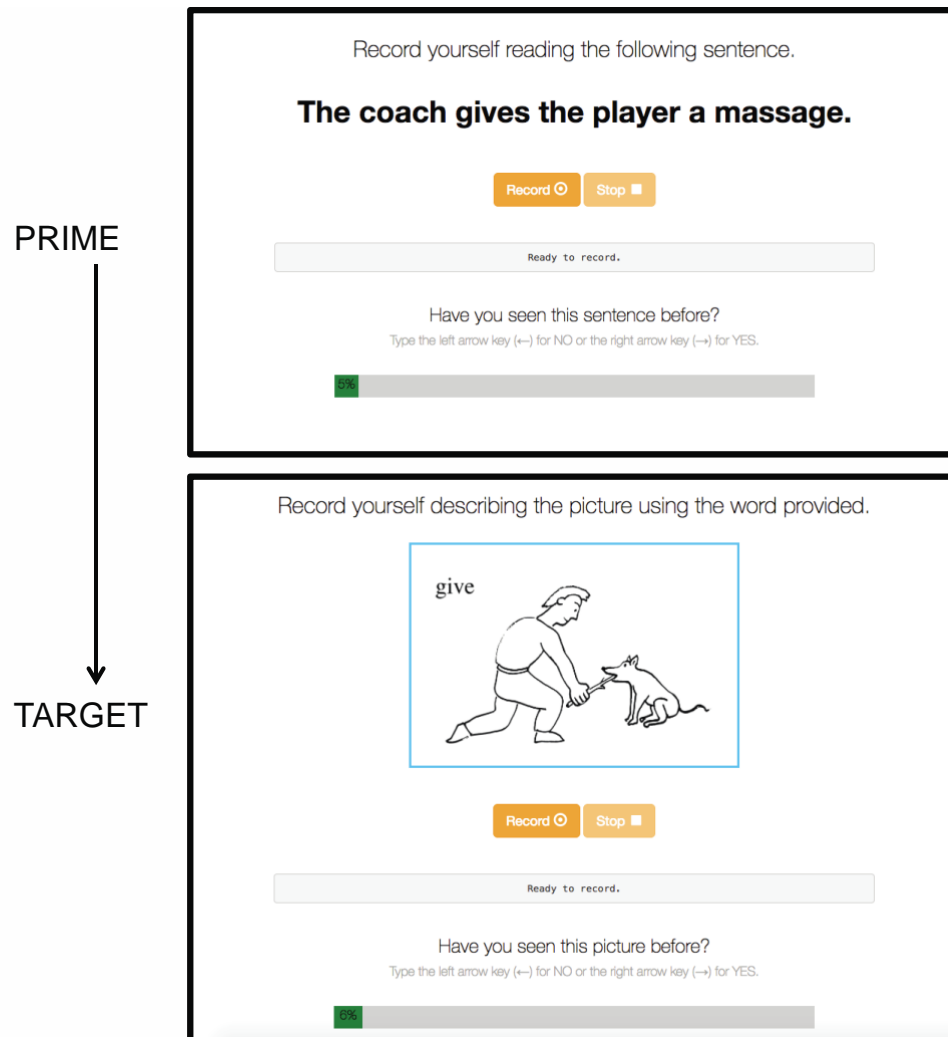 Record yourself reading the following sentence.
The coach gives the player a massage.
Record Stop
Ready to record.
PRIME
Have you seen this sentence before?
Type the left arrow key (←) for NO or the right arrow key (→) for YES.
5%
Record yourself describing the picture using the word provided.
give
TARGET
Record Stop
Ready to record.
Have you seen this picture before?
Type the left arrow key (←) for NO or the right arrow key (→) for YES.
6%